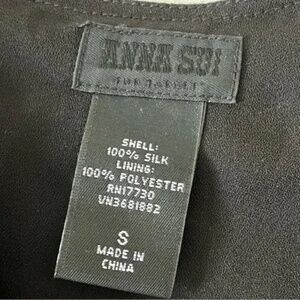 ANNA SUI
FOR TARGET
SHELL:
100% SILK
LINING:
100% POLYESTER
RN17730
VN3681882
S
MADE IN
CHINA